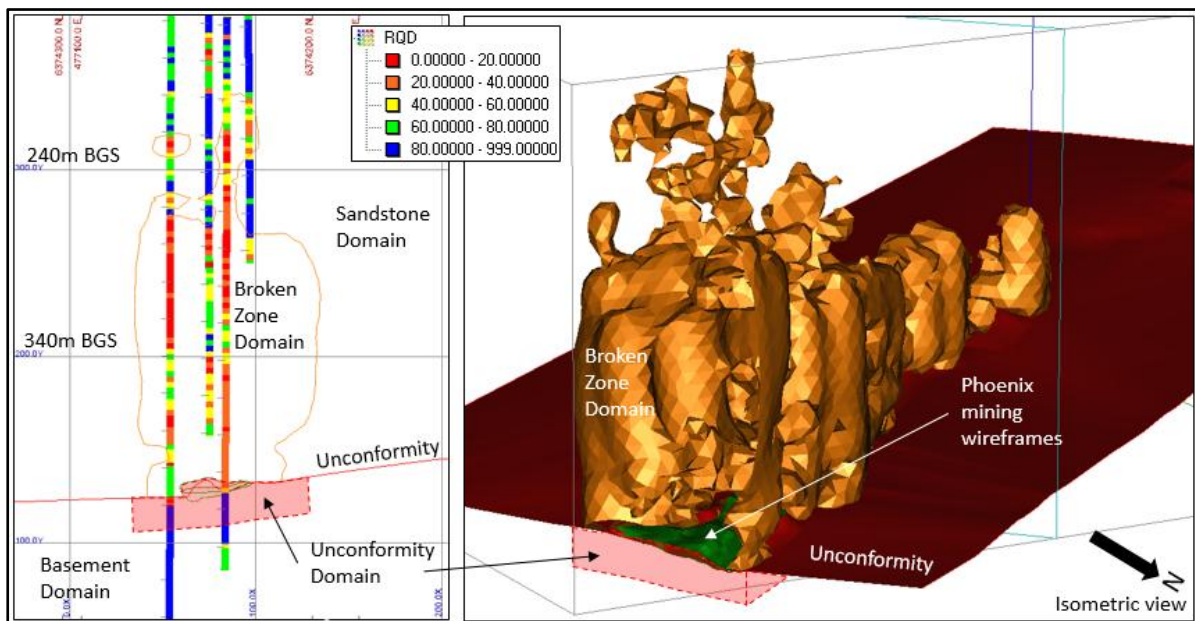 6374300.0 N
477100.0 E
6374200.0 N
RQD
0.00000 - 20.00000
20.00000 - 40.00000
40.00000 - 60.00000
60.00000 - 80.00000
80.00000 - 999.00000
240m BGS
300.0Y
Sandstone
Domain
Broken
Zone
Domain
340m BGS
200.0Y
Unconformity
100.0Y
Basement
Domain
Unconformity
Domain
0.0X
100.0X
200.0X
Broken
Zone
Domain
Phoenix
mining
wireframes
Unconformity
N
Isometric view